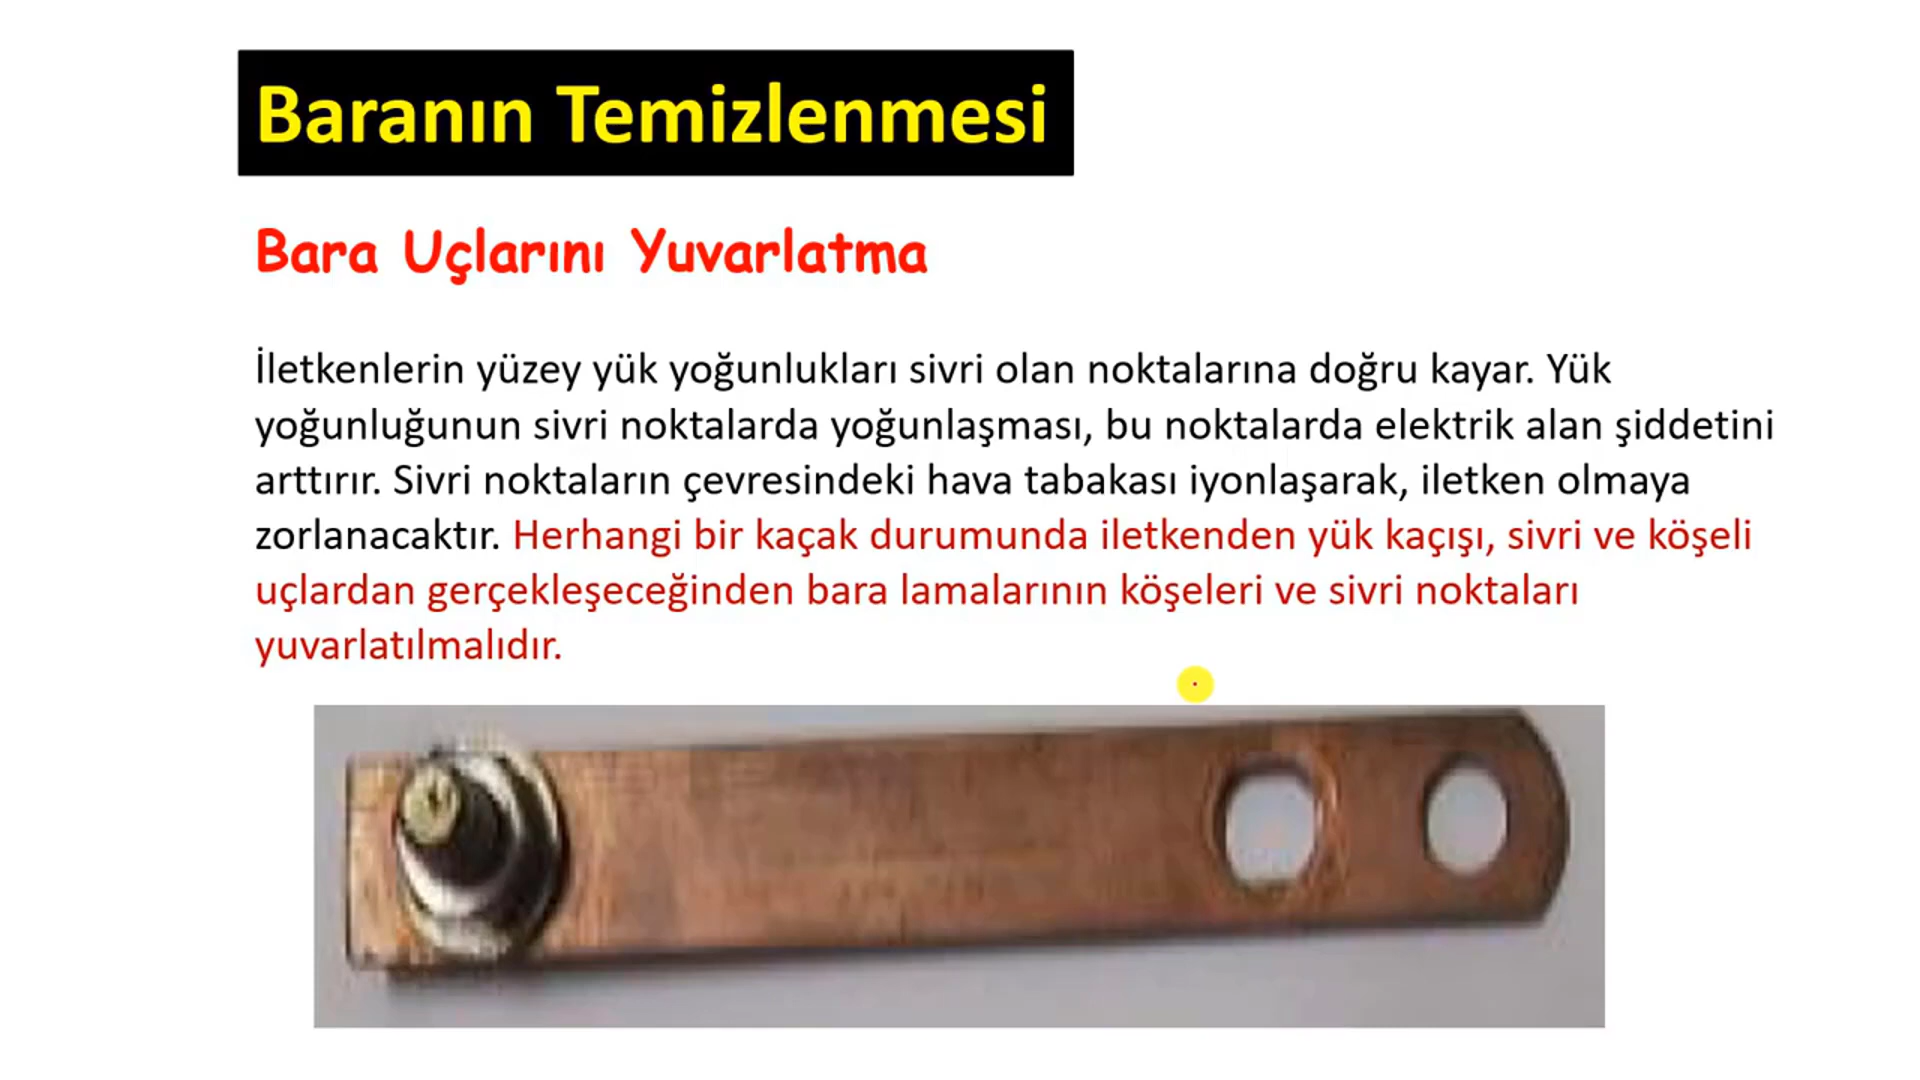 Baranın Temizlenmesi
Bara Uçlarını Yuvarlatma
İletkenlerin yüzey yük yoğunlukları sivri olan noktalarına doğru kayar. Yük
yoğunluğunun sivri noktalarda yoğunlaşması, bu noktalarda elektrik alan şiddetini
arttırır. Sivri noktaların çevresindeki hava tabakası iyonlaşarak, iletken olmaya
zorlanacaktır. Herhangi bir kaçak durumunda iletkenden yük kaçışı, sivri ve köşeli
uçlardan gerçekleşeceğinden bara lamalarının köşeleri ve sivri noktaları
yuvarlatılmalıdır.